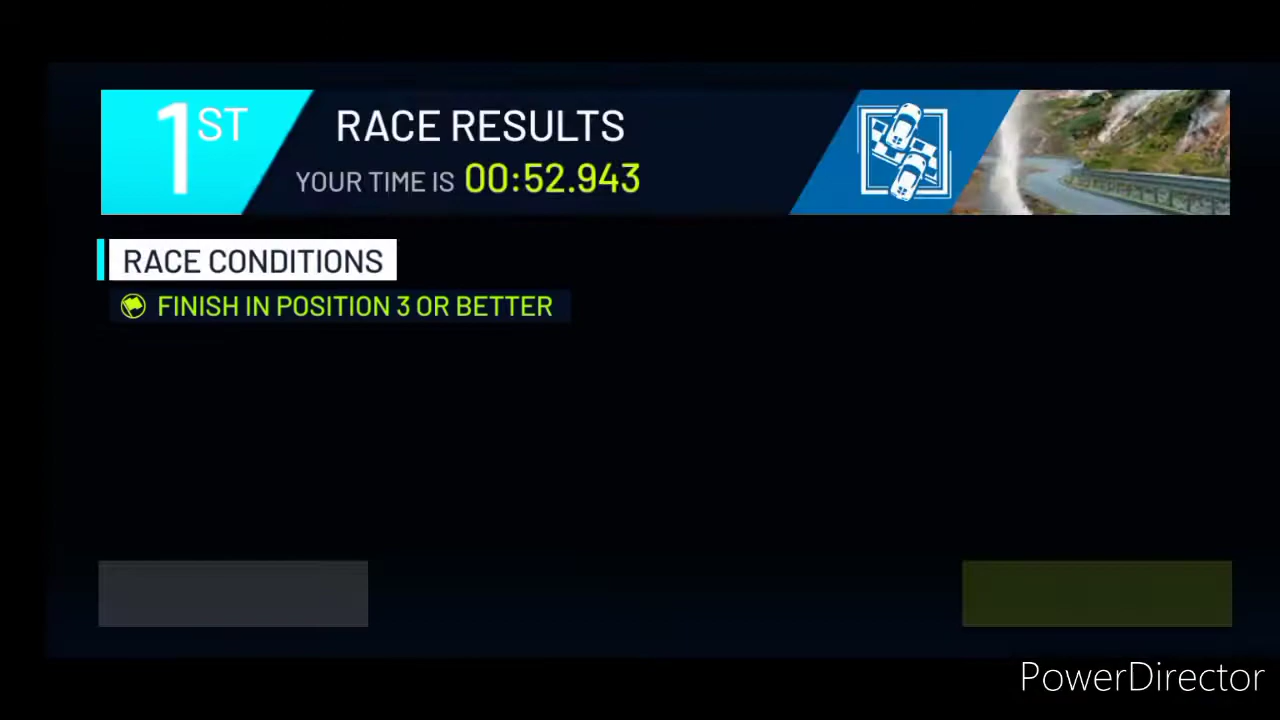 1ST
RACE RESULTS
YOUR TIME IS 00:52.943
RACE CONDITIONS
FINISH IN POSITION 3 OR BETTER
PowerDirector